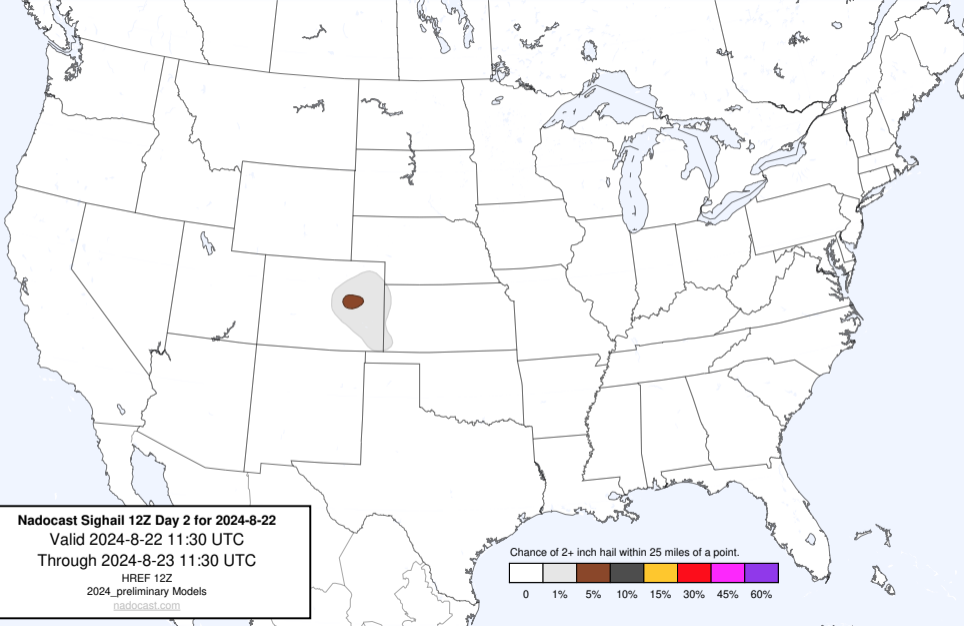 Nadocast Sighail 12Z Day 2 for 2024-8-22
Valid 2024-8-22 11:30 UTC
Through 2024-8-23 11:30 UTC
HREF 12Z
2024_preliminary Models
nadocast.com
Chance of 2+ inch hail within 25 miles of a point.
0 1% 5% 10% 15% 30% 45% 60%